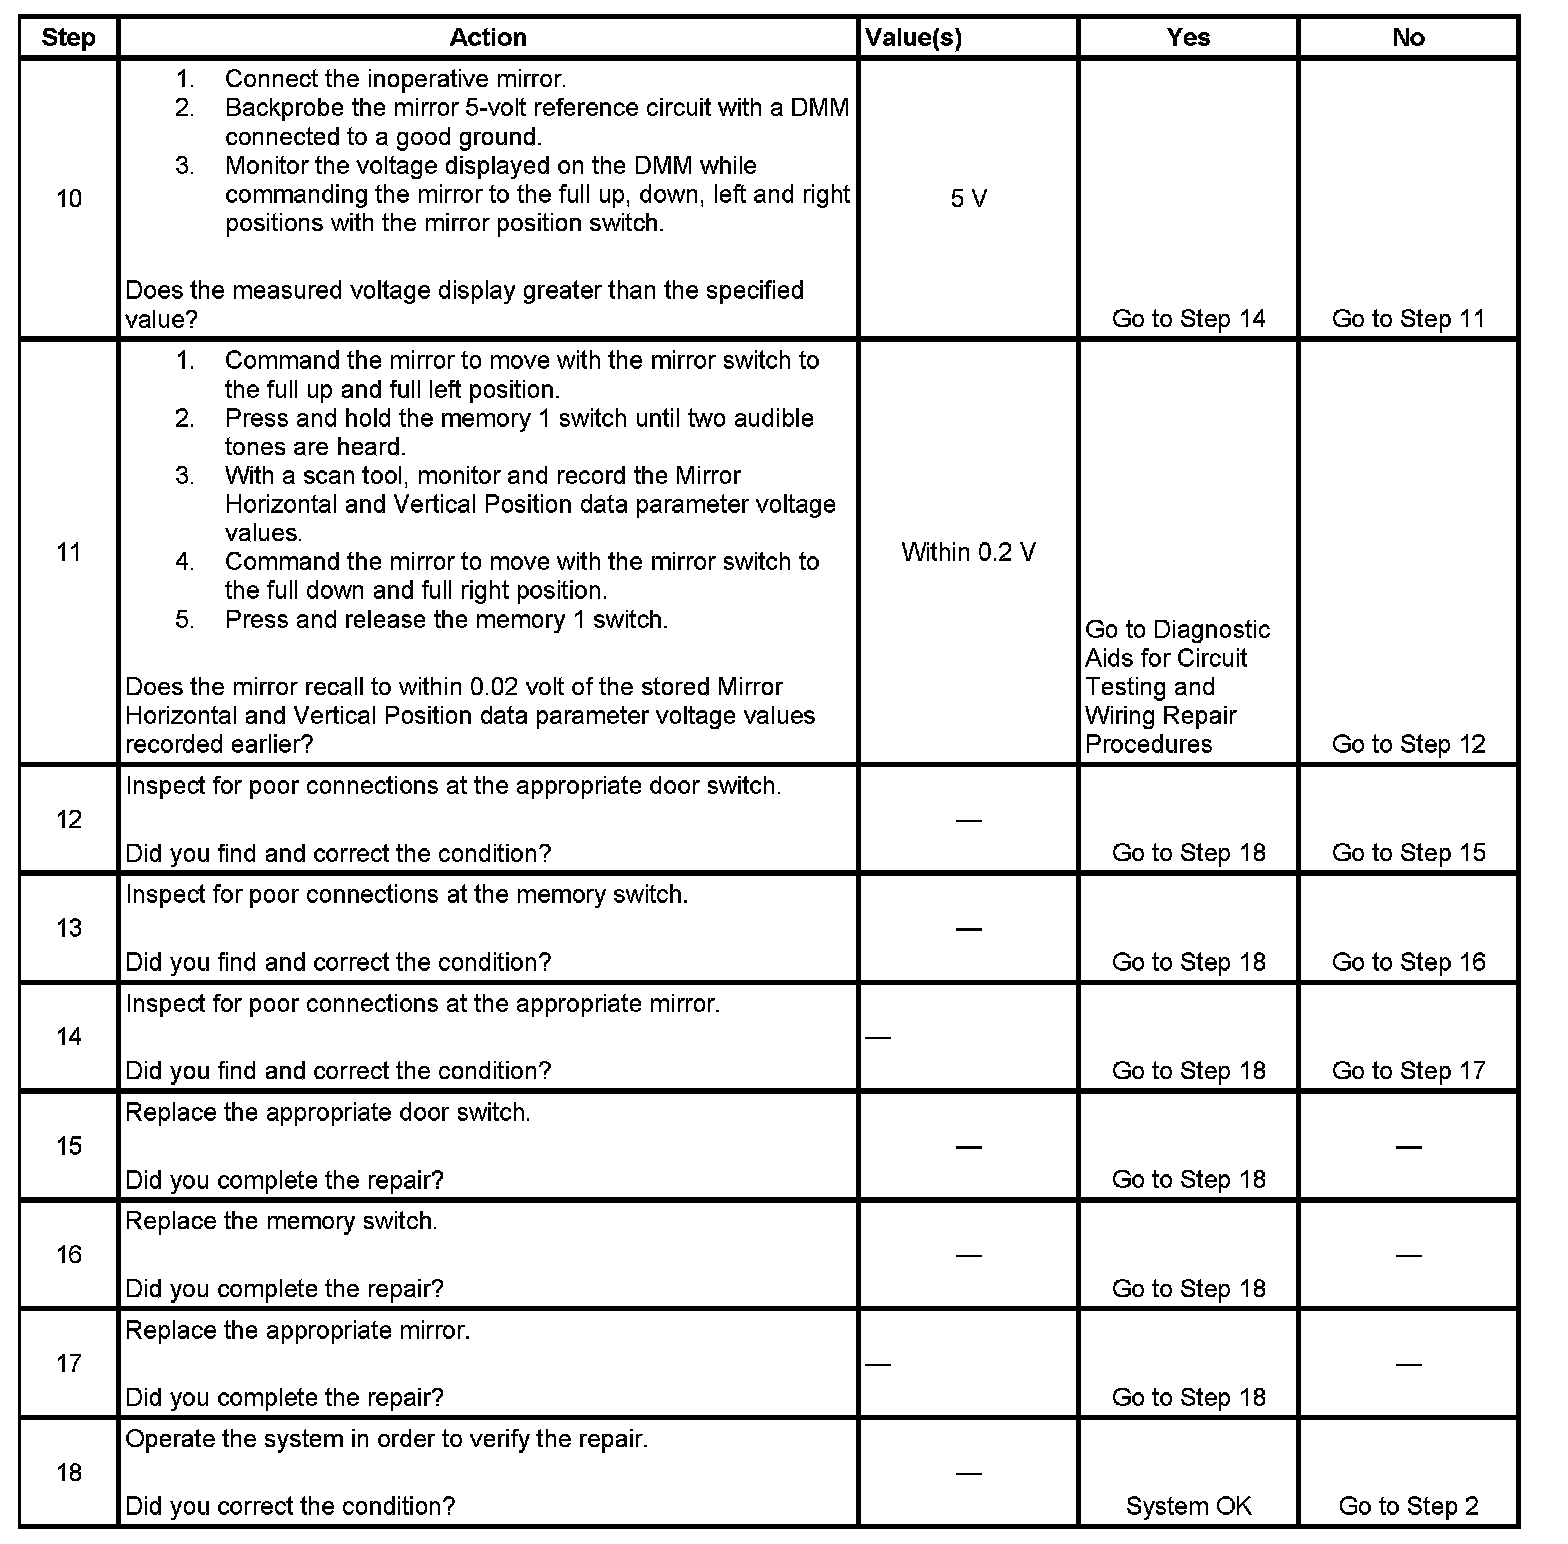 Step Action Value(s) Yes No
10
1. Connect the inoperative mirror.
2. Backprobe the mirror 5-volt reference circuit with a DMM
connected to a good ground.
3. Monitor the voltage displayed on the DMM while
commanding the mirror to the full up, down, left and right
positions with the mirror position switch.
Does the measured voltage display greater than the specified
value?
5 V
Go to Step 14
Go to Step 11
11
1. Command the mirror to move with the mirror switch to
the full up and full left position.
2. Press and hold the memory 1 switch until two audible
tones are heard.
3. With a scan tool, monitor and record the Mirror
Horizontal and Vertical Position data parameter voltage
values.
4. Command the mirror to move with the mirror switch to
the full down and full right position.
5. Press and release the memory 1 switch.
Does the mirror recall to within 0.02 volt of the stored Mirror
Horizontal and Vertical Position data parameter voltage values
recorded earlier?
Within 0.2 V
Go to Diagnostic
Aids for Circuit
Testing and
Wiring Repair
Procedures
Go to Step 12
12
Inspect for poor connections at the appropriate door switch.
Did you find and correct the condition?
—
Go to Step 18
Go to Step 15
13
Inspect for poor connections at the memory switch.
Did you find and correct the condition?
—
Go to Step 18
Go to Step 16
14
Inspect for poor connections at the appropriate mirror.
Did you find and correct the condition?
—
Go to Step 18
Go to Step 17
15
Replace the appropriate door switch.
Did you complete the repair?
—
Go to Step 18
—
16
Replace the memory switch.
Did you complete the repair?
—
Go to Step 18
—
17
Replace the appropriate mirror.
Did you complete the repair?
—
Go to Step 18
—
18
Operate the system in order to verify the repair.
Did you correct the condition?
—
System OK
Go to Step 2